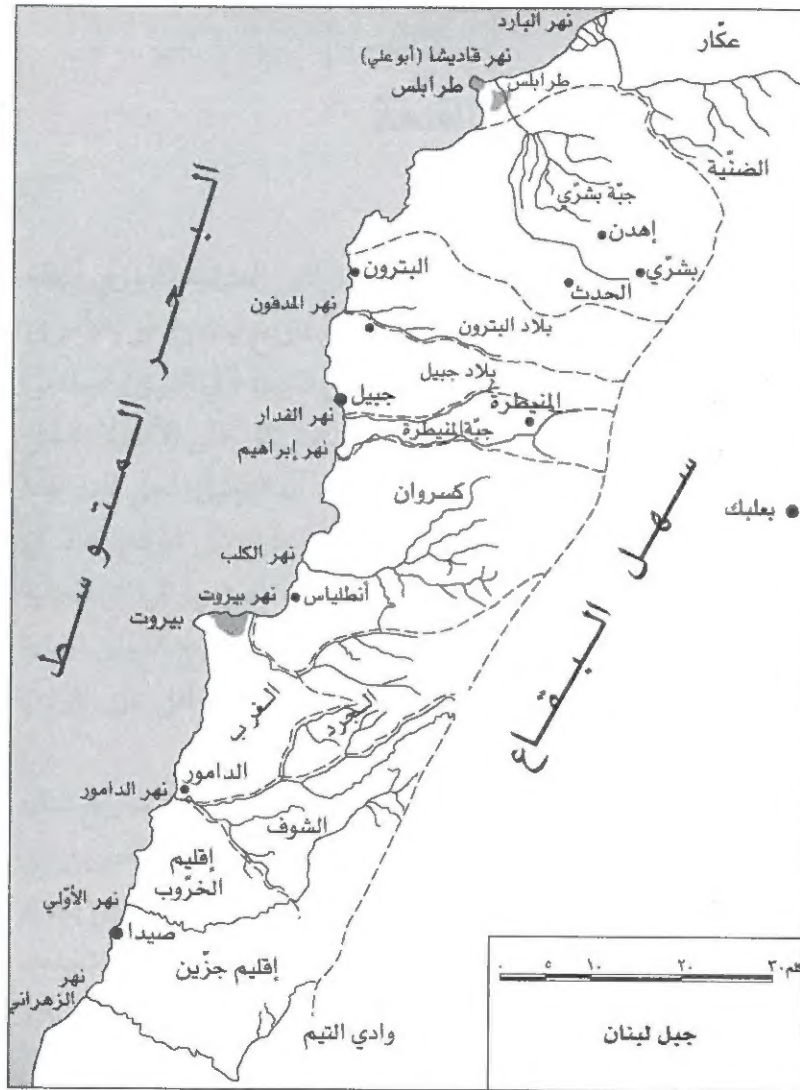 نهر البارد
عكّار
نهر قاديشا (أبو علي)
طرابلس
طرابلس
الضنّية
جبّة بشرّي
إهدن
بشرّي
الحدث
البترون
نهر المدفون
بلاد البترون
بلاد جبيل
جبيل
المنيطرة
نهر الفدار
جبّة المنيطرة
نهر إبراهيم
كسروان
بعلبك
نهر الكلب
أنطلياس
نهر بيروت
بيروت
البحر
المتوسط
سهل
البقاع
الغرب
الجرد
الدامور
نهر الدامور
الشوف
إقليم
الخرّوب
نهر الأوّلي
صيدا
إقليم جزّين
نهر
الزهراني
وادي التيم
٠ ٥ ١٠ ٢٠ ٣٠كلم
جبل لبنان